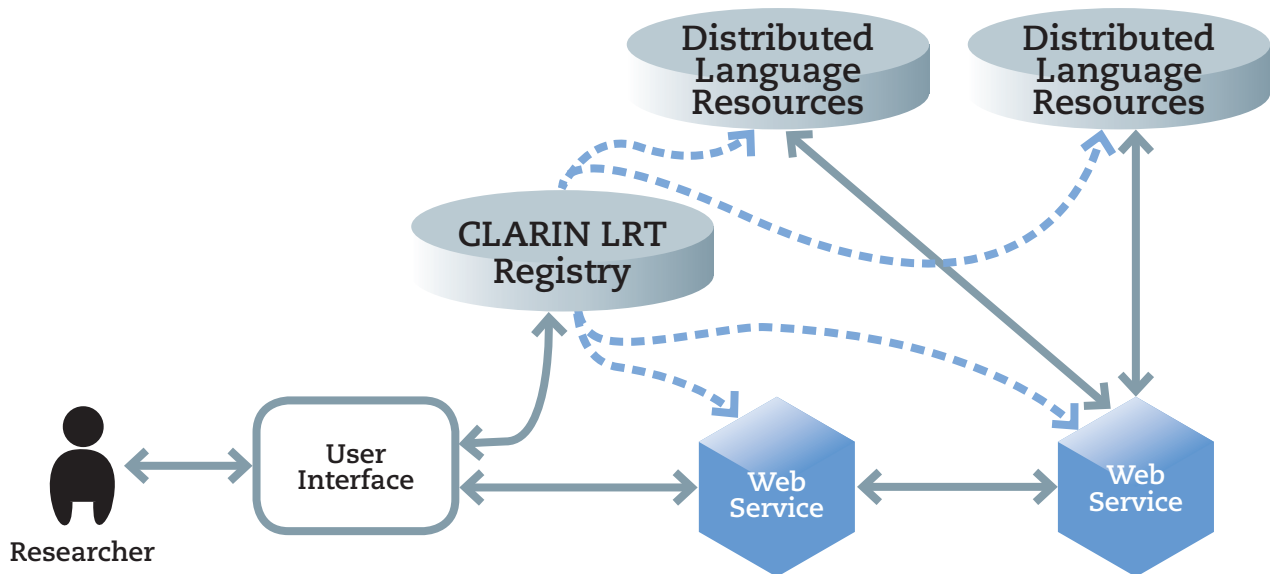 Distributed
Language
Resources
Distributed
Language
Resources
CLARIN LRT
Registry
User
Interface
Web
Service
Web
Service
Researcher